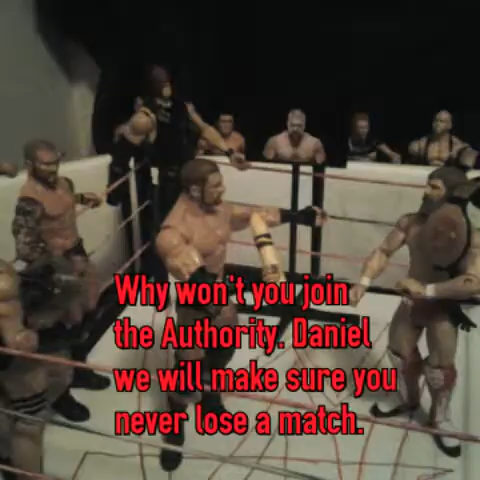 Why won't you join
the Authority. Daniel
we will make sure you
never lose a match.